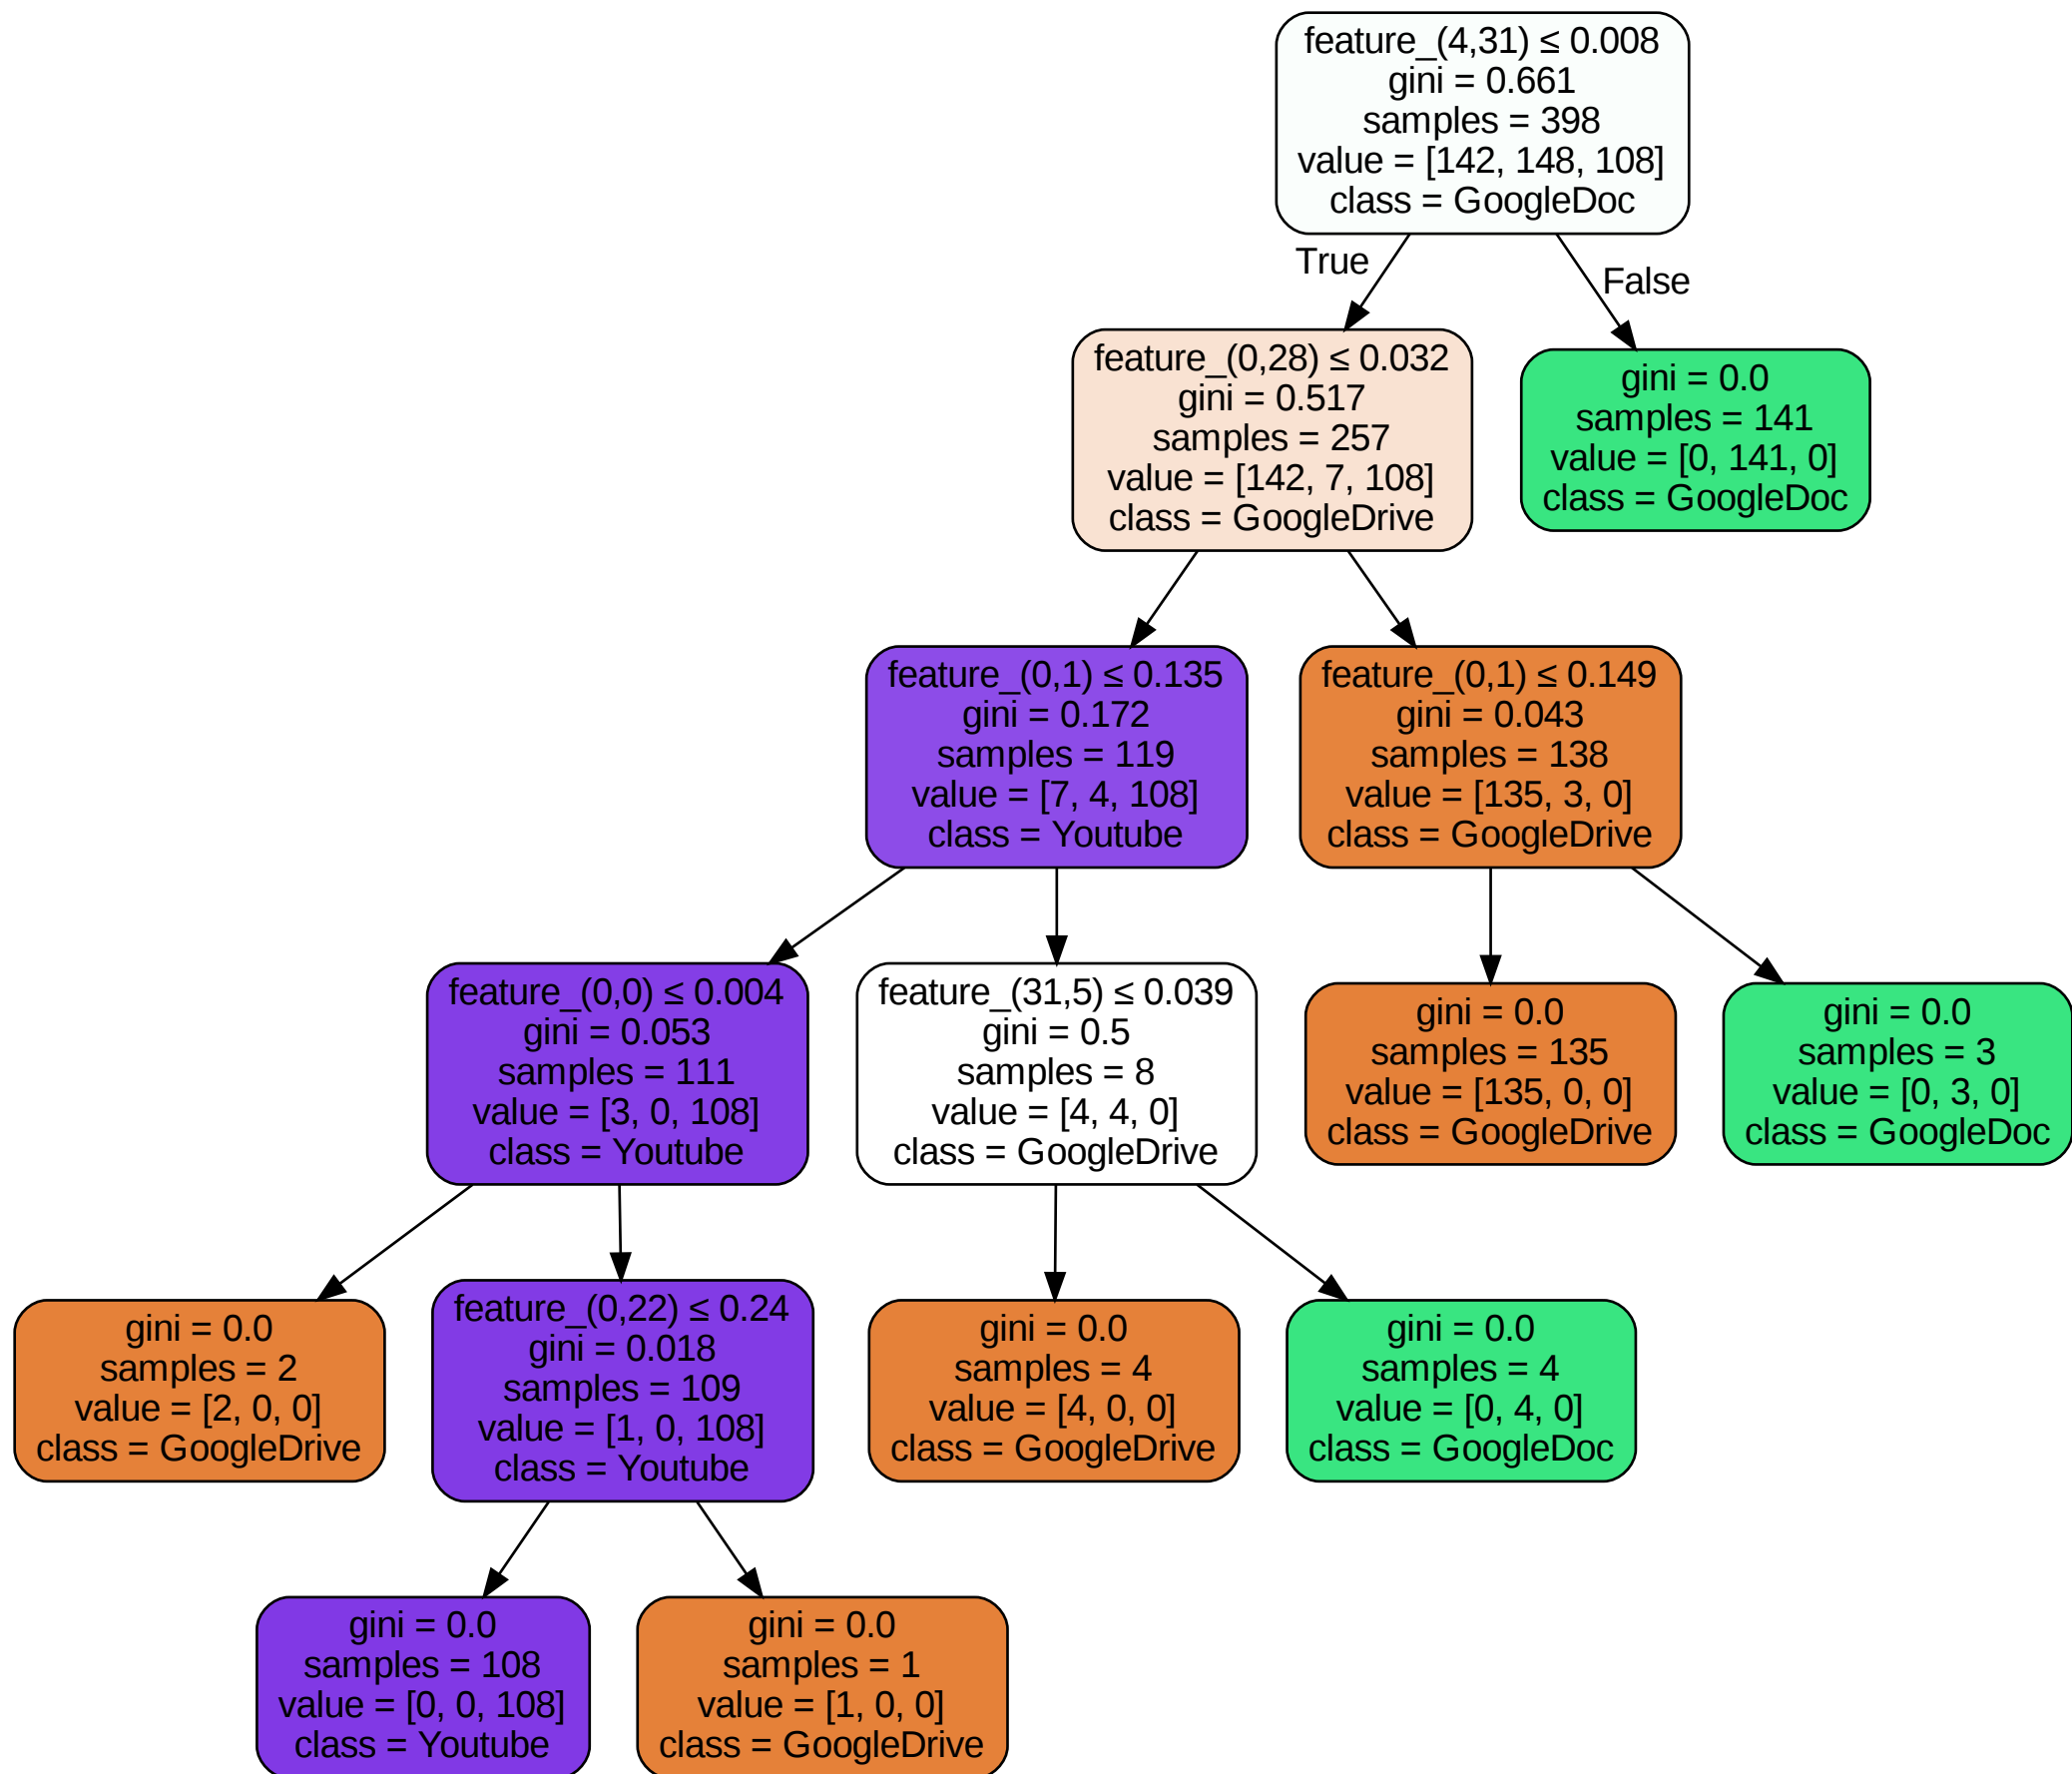 feature_(4,31) ≤ 0.008
gini = 0.661
samples = 398
value = [142, 148, 108]
class = GoogleDoc
True
False
feature_(0,28) ≤ 0.032
gini = 0.517
samples = 257
value = [142, 7, 108]
class = GoogleDrive
gini = 0.0
samples = 141
value = [0, 141, 0]
class = GoogleDoc
feature_(0,1) ≤ 0.135
gini = 0.172
samples = 119
value = [7, 4, 108]
class = Youtube
feature_(0,1) ≤ 0.149
gini = 0.043
samples = 138
value = [135, 3, 0]
class = GoogleDrive
feature_(0,0) ≤ 0.004
gini = 0.053
samples = 111
value = [3, 0, 108]
class = Youtube
feature_(31,5) ≤ 0.039
gini = 0.5
samples = 8
value = [4, 4, 0]
class = GoogleDrive
gini = 0.0
samples = 135
value = [135, 0, 0]
class = GoogleDrive
gini = 0.0
samples = 3
value = [0, 3, 0]
class = GoogleDoc
gini = 0.0
samples = 2
value = [2, 0, 0]
class = GoogleDrive
feature_(0,22) ≤ 0.24
gini = 0.018
samples = 109
value = [1, 0, 108]
class = Youtube
gini = 0.0
samples = 4
value = [4, 0, 0]
class = GoogleDrive
gini = 0.0
samples = 4
value = [0, 4, 0]
class = GoogleDoc
gini = 0.0
samples = 108
value = [0, 0, 108]
class = Youtube
gini = 0.0
samples = 1
value = [1, 0, 0]
class = GoogleDrive